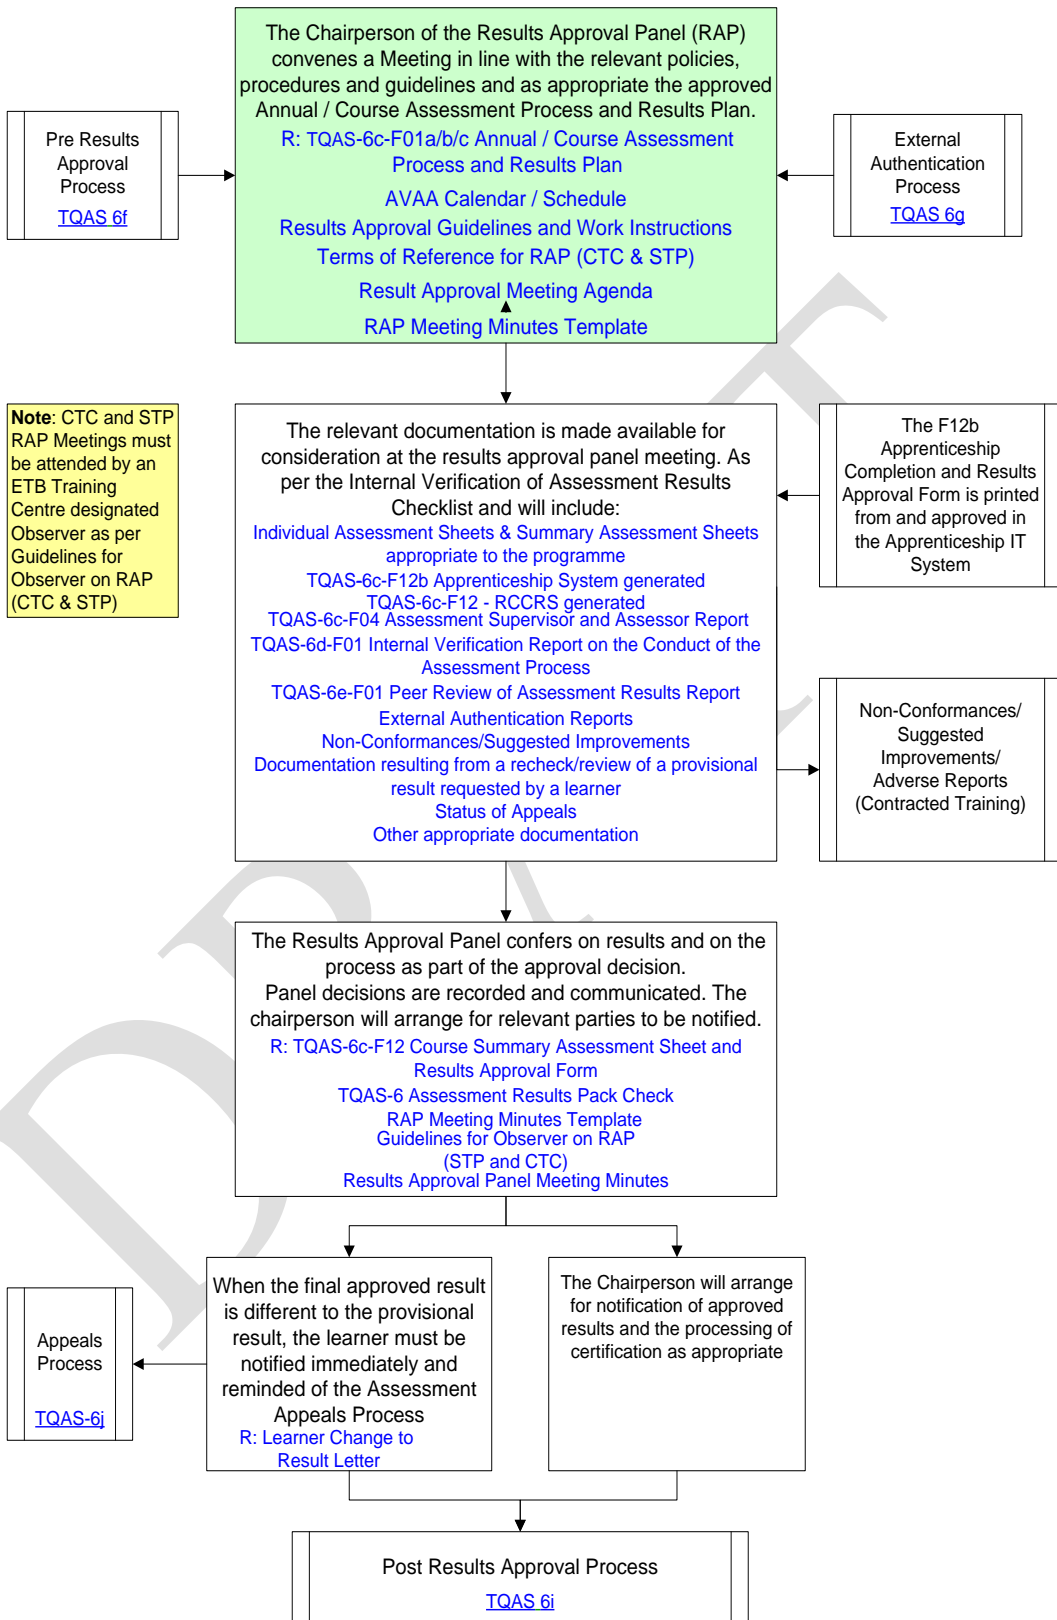 The Chairperson of the Results Approval Panel (RAP)
convenes a Meeting in line with the relevant policies,
procedures and guidelines and as appropriate the approved
Annual / Course Assessment Process and Results Plan.
R: TQAS-6c-F01a/b/c Annual / Course Assessment
Process and Results Plan
AVAA Calendar / Schedule
Results Approval Guidelines and Work Instructions
Terms of Reference for RAP (CTC & STP)
Result Approval Meeting Agenda
RAP Meeting Minutes Template
Pre Results
Approval
Process
TQAS 6f
External
Authentication
Process
TQAS 6g
Note: CTC and STP
RAP Meetings must
be attended by an
ETB Training
Centre designated
Observer as per
Guidelines for
Observer on RAP
(CTC & STP)
The relevant documentation is made available for
consideration at the results approval panel meeting. As
per the Internal Verification of Assessment Results
Checklist and will include:
Individual Assessment Sheets & Summary Assessment Sheets
appropriate to the programme
TQAS-6c-F12b Apprenticeship System generated
TQAS-6c-F12 - RCCRS generated
TQAS-6c-F04 Assessment Supervisor and Assessor Report
TQAS-6d-F01 Internal Verification Report on the Conduct of the
Assessment Process
TQAS-6e-F01 Peer Review of Assessment Results Report
External Authentication Reports
Non-Conformances/Suggested Improvements
Documentation resulting from a recheck/review of a provisional
result requested by a learner
Status of Appeals
Other appropriate documentation
The F12b
Apprenticeship
Completion and Results
Approval Form is printed
from and approved in
the Apprenticeship IT
System
Non-Conformances/
Suggested
Improvements/
Adverse Reports
(Contracted Training)
The Results Approval Panel confers on results and on the
process as part of the approval decision.
Panel decisions are recorded and communicated. The
chairperson will arrange for relevant parties to be notified.
R: TQAS-6c-F12 Course Summary Assessment Sheet and
Results Approval Form
TQAS-6 Assessment Results Pack Check
RAP Meeting Minutes Template
Guidelines for Observer on RAP
(STP and CTC)
Results Approval Panel Meeting Minutes
Appeals
Process
TQAS-6j
When the final approved result
is different to the provisional
result, the learner must be
notified immediately and
reminded of the Assessment
Appeals Process
R: Learner Change to
Result Letter
The Chairperson will arrange
for notification of approved
results and the processing of
certification as appropriate
Post Results Approval Process
TQAS 6i
DRAFT